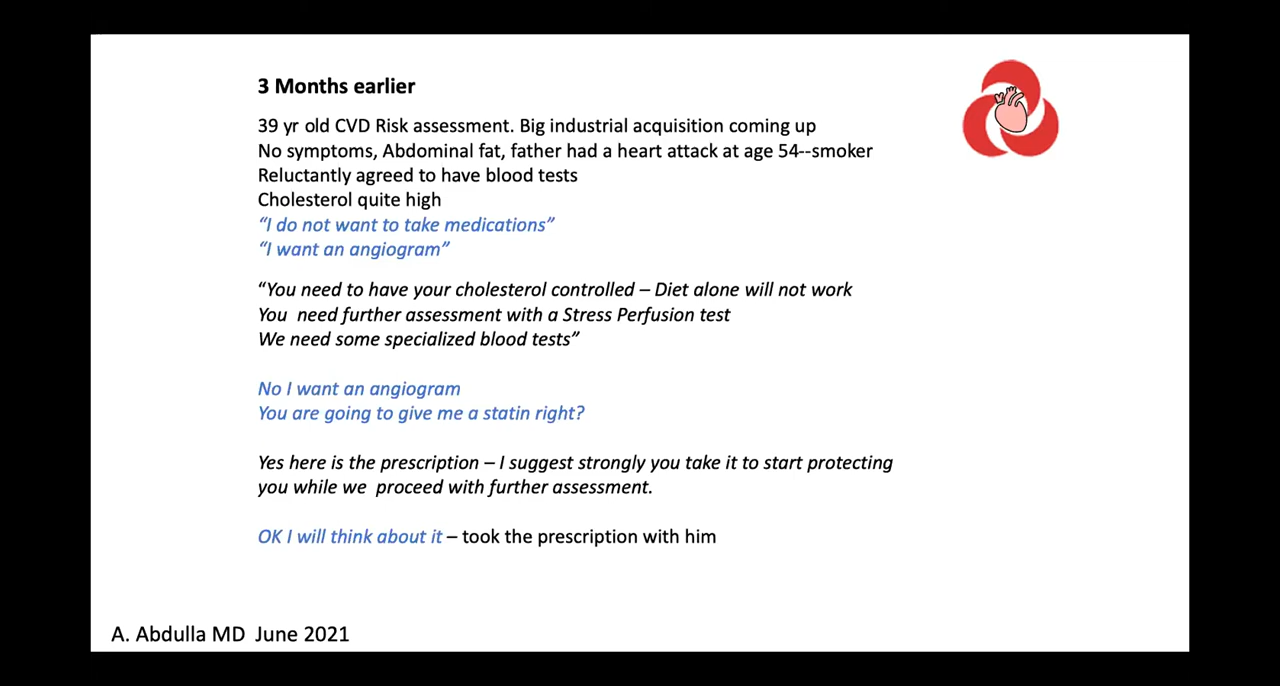 3 Months earlier
39 yr old CVD Risk assessment. Big industrial acquisition coming up
No symptoms, Abdominal fat, father had a heart attack at age 54--smoker
Reluctantly agreed to have blood tests
Cholesterol quite high
“I do not want to take medications”
“I want an angiogram”
“You need to have your cholesterol controlled – Diet alone will not work
You  need further assessment with a Stress Perfusion test
We need some specialized blood tests”
No I want an angiogram
You are going to give me a statin right?
Yes here is the prescription – I suggest strongly you take it to start protecting
you while we  proceed with further assessment.
OK I will think about it – took the prescription with him
A. Abdulla MD  June 2021